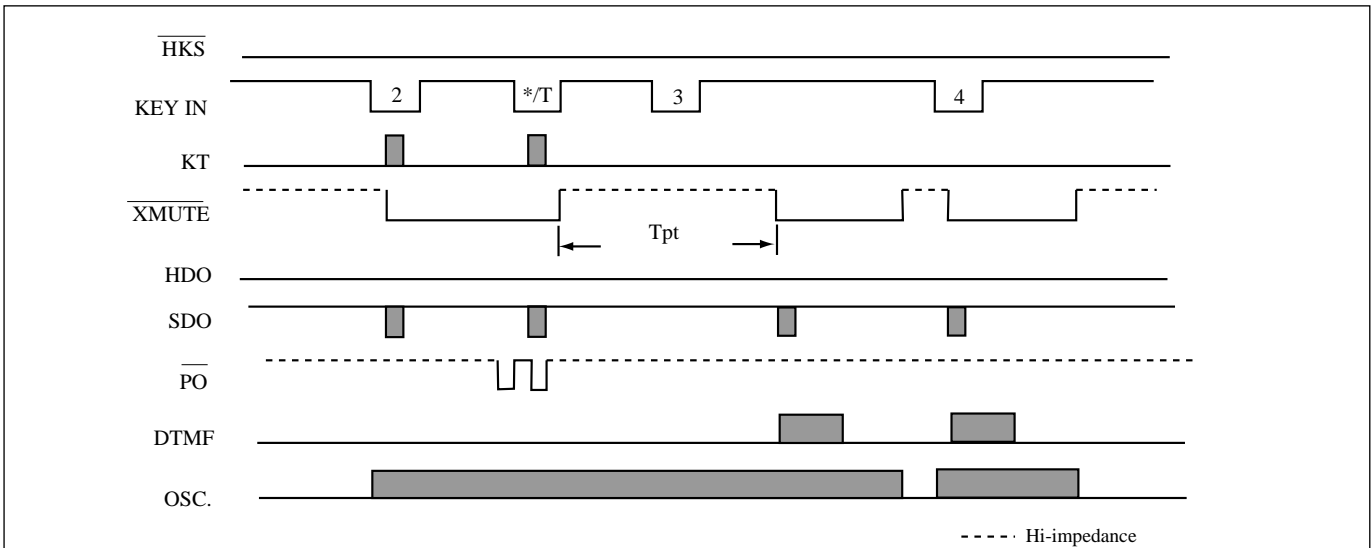 HKS
KEY IN 2 */T 3 4
KT
XMUTE
Tpt
HDO
SDO
PO
DTMF
OSC.
Hi-impedance